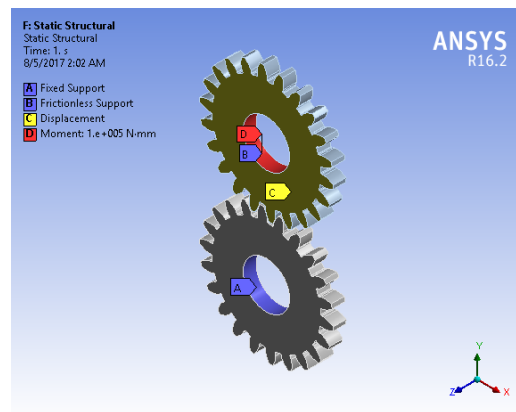 F: Static Structural
Static Structural
Time: 1. s
8/5/2017 2:02 AM
A Fixed Support
B Frictionless Support
C Displacement
D Moment: 1.e+005 N·mm
ANSYS
R16.2
D
B
C
A
Y
Z
X